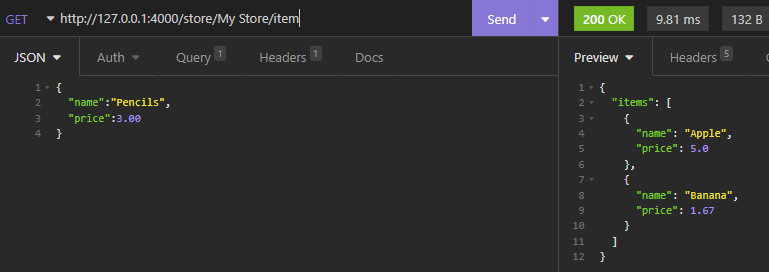 GET http://127.0.0.1:4000/store/My Store/item Send 200 OK 9.81 ms 132 B
JSON Auth Query 1 Headers 1 Docs Preview Headers 5
1 {
2 "name":"Pencils",
3 "price":3.00
4 }
1 {
2 "items": [
3 {
4 "name": "Apple",
5 "price": 5.0
6 },
7 {
8 "name": "Banana",
9 "price": 1.67
10 }
11 ]
12 }